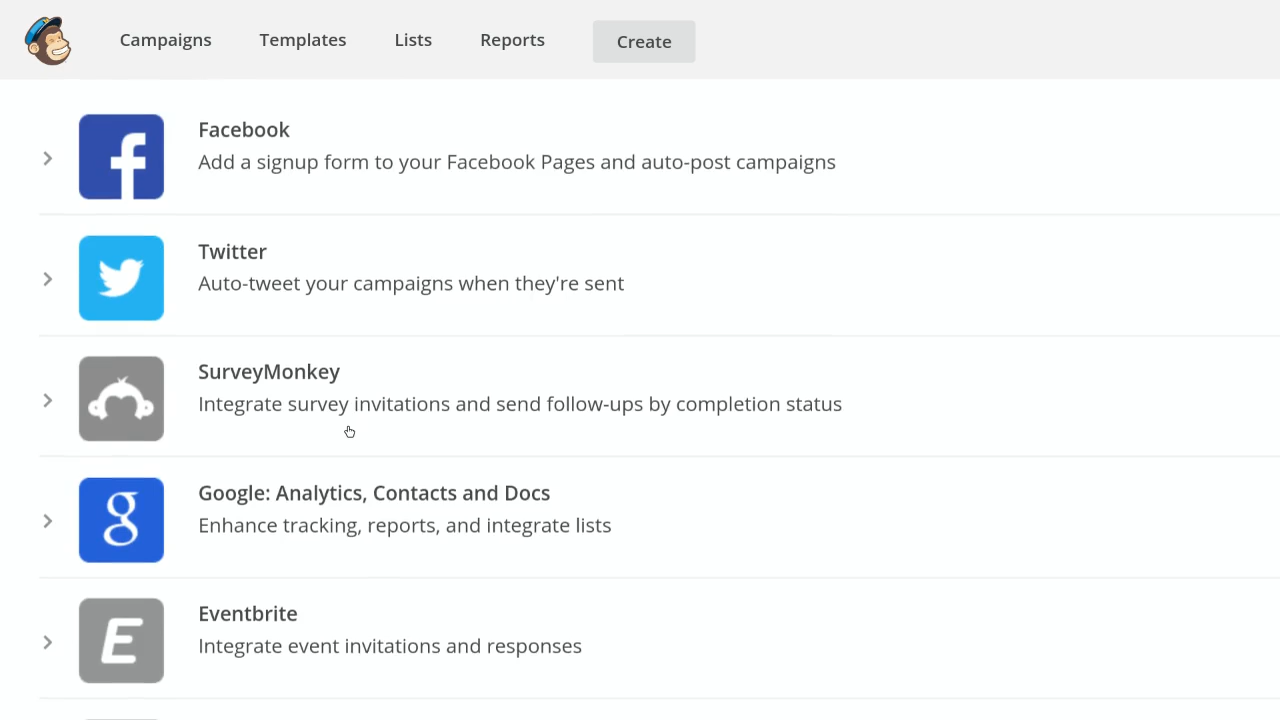 Campaigns Templates Lists Reports Create
Facebook
Add a signup form to your Facebook Pages and auto-post campaigns
Twitter
Auto-tweet your campaigns when they're sent
SurveyMonkey
Integrate survey invitations and send follow-ups by completion status
Google: Analytics, Contacts and Docs
Enhance tracking, reports, and integrate lists
Eventbrite
Integrate event invitations and responses